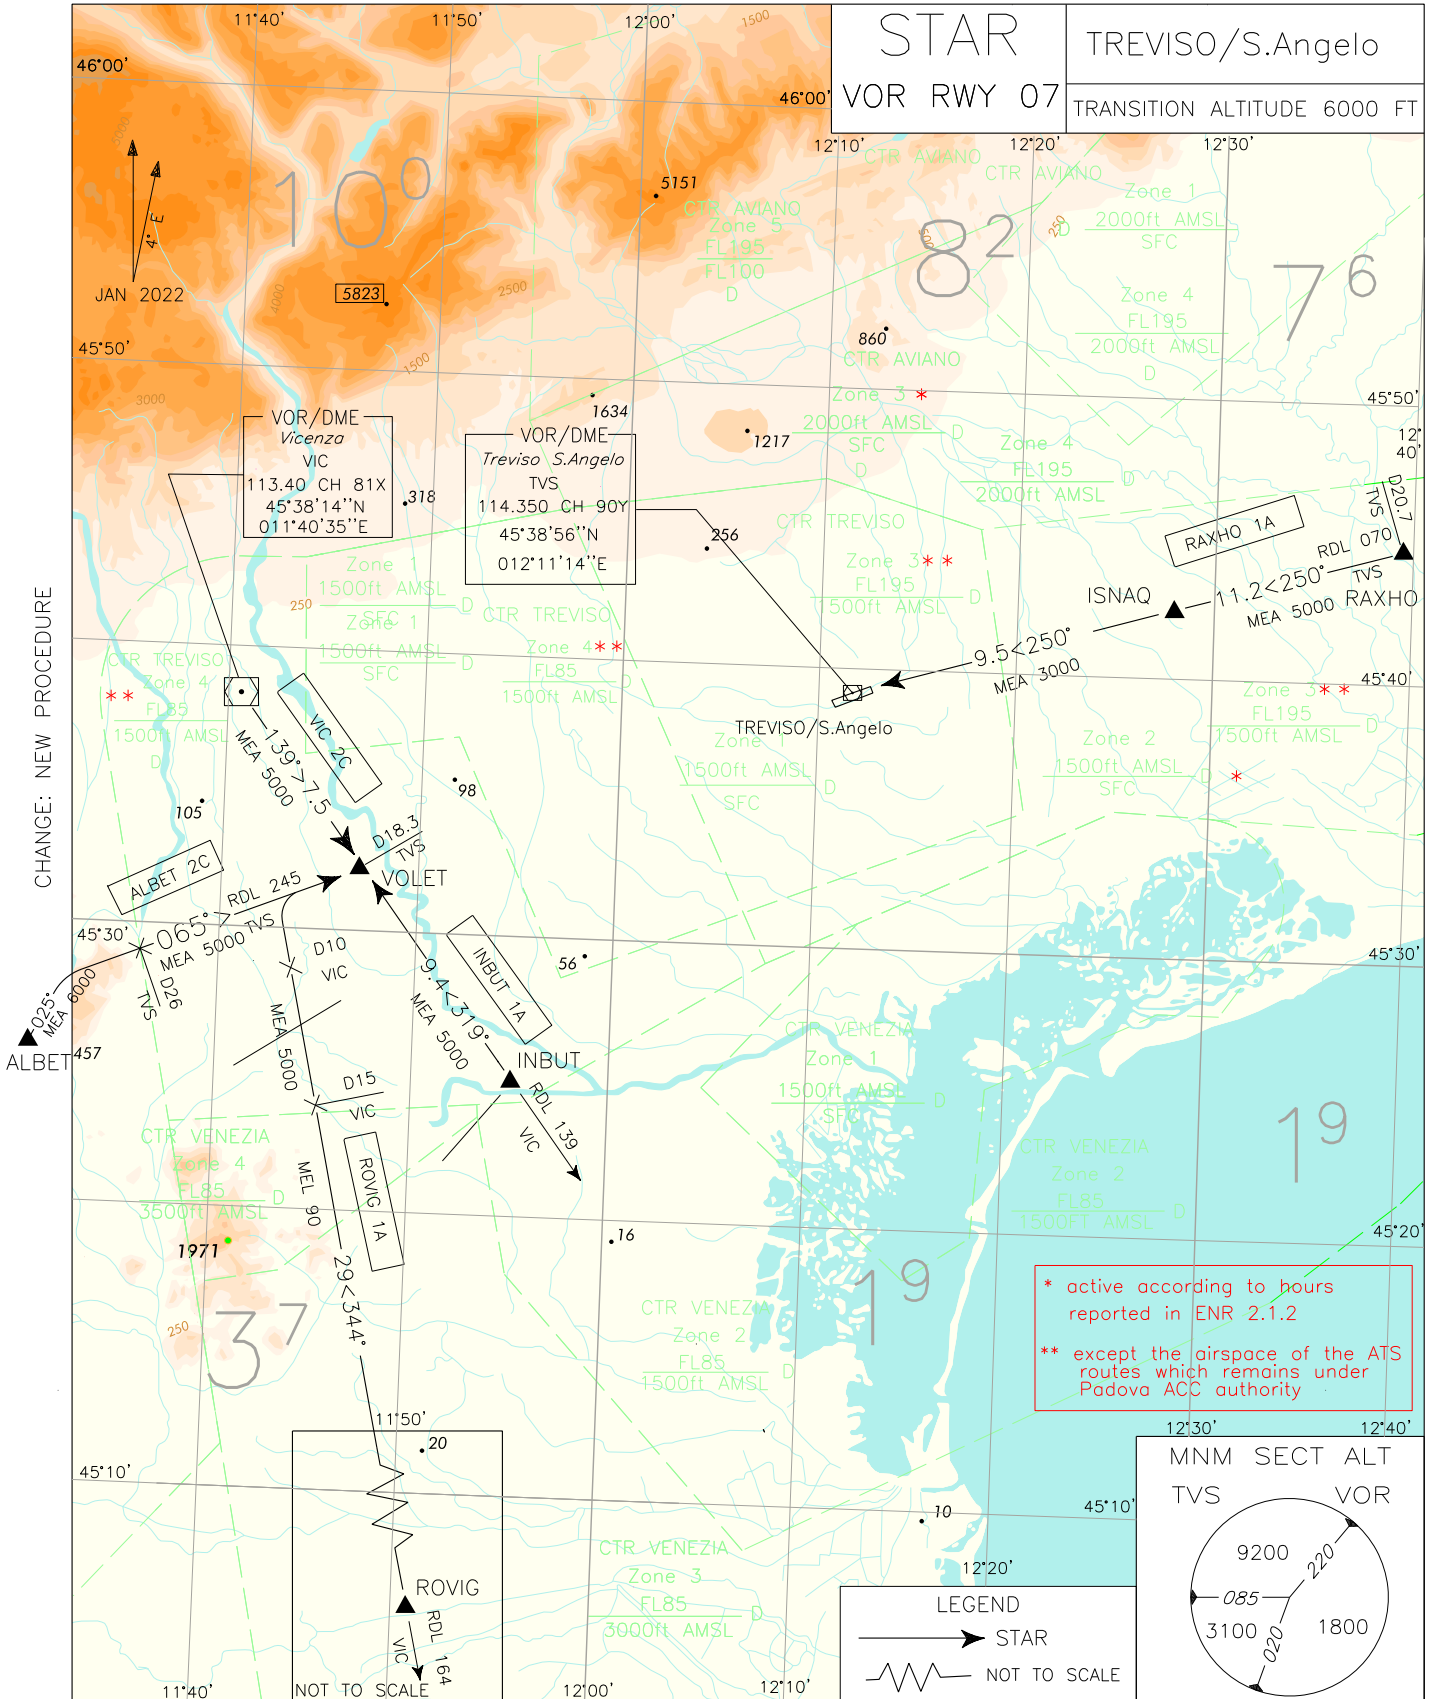 STAR
VOR RWY 07
TREVISO/S.Angelo
TRANSITION ALTITUDE 6000 FT
11°40'
11°50'
12°00'
1500
46°00'
46°00'
12°10'
12°20'
12°30'
5000
4° E
JAN 2022
10⁰
4000
5823
2500
1500
3000
5151
CTR AVIANO
Zone 5
FL195
FL100
D
CTR AVIANO
CTR AVIANO
Zone 1
2000ft AMSL
SFC
D
250
500
8²
7⁶
Zone 4
FL195
2000ft AMSL
D
45°50'
860
CTR AVIANO
Zone 3 *
2000ft AMSL
SFC
D
D
45°50'
12°
40'
1634
1217
Zone 4
FL195
2000ft AMSL
D
VOR/DME
Vicenza
VIC
113.40 CH 81X
45°38'14''N
011°40'35''E
318
VOR/DME
Treviso S.Angelo
TVS
114.350 CH 90Y
45°38'56''N
012°11'14''E
256
CTR TREVISO
Zone 3 **
FL195
1500ft AMSL
D
D20.7
TVS
RAXHO 1A
RDL 070
TVS
RAXHO
11.2<250°
MEA 5000
ISNAQ
9.5<250°
MEA 3000
CHANGE: NEW PROCEDURE
Zone 1
1500ft AMSL
SFC
D
250
Zone 1
1500ft AMSL
SFC
D
CTR TREVISO
Zone 4 **
FL85
1500ft AMSL
D
CTR TREVISO
Zone 4
**
FL85
1500ft AMSL
D
45°40'
Zone 3 **
FL195
1500ft AMSL
D
TREVISO/S.Angelo
Zone 1
1500ft AMSL
SFC
D
Zone 2
1500ft AMSL
SFC
D
*
VIC 2C
139°>7.5
MEA 5000
105
98
D18.3
TVS
VOLET
ALBET 2C
RDL 245
TVS
065°>
MEA 5000
45°30'
D26
TVS
025°
MEA 6000
ALBET
457
D10
VIC
MEA 5000
9.4<319°
MEA 5000
INBUT 1A
56
45°30'
INBUT
RDL 139
VIC
D15
VIC
CTR VENEZIA
Zone 1
1500ft AMSL
SFC
D
CTR VENEZIA
Zone 4
FL85
3500ft AMSL
D
MEL 90
ROVIG 1A
1⁹
CTR VENEZIA
Zone 2
FL85
1500FT AMSL
D
1971
16
45°20'
29<344°
3⁷
250
1⁹
CTR VENEZIA
Zone 2
FL85
1500ft AMSL
D
* active according to hours
reported in ENR 2.1.2
** except the airspace of the ATS
routes which remains under
Padova ACC authority
11°50'
12°30'
12°40'
20
45°10'
45°10'
10
CTR VENEZIA
Zone 3
FL85
3000ft AMSL
D
12°20'
ROVIG
RDL 164
VIC
NOT TO SCALE
11°40'
12°00'
12°10'
LEGEND
STAR
NOT TO SCALE
MNM SECT ALT
TVS VOR
9200
220
085
3100
1800
020